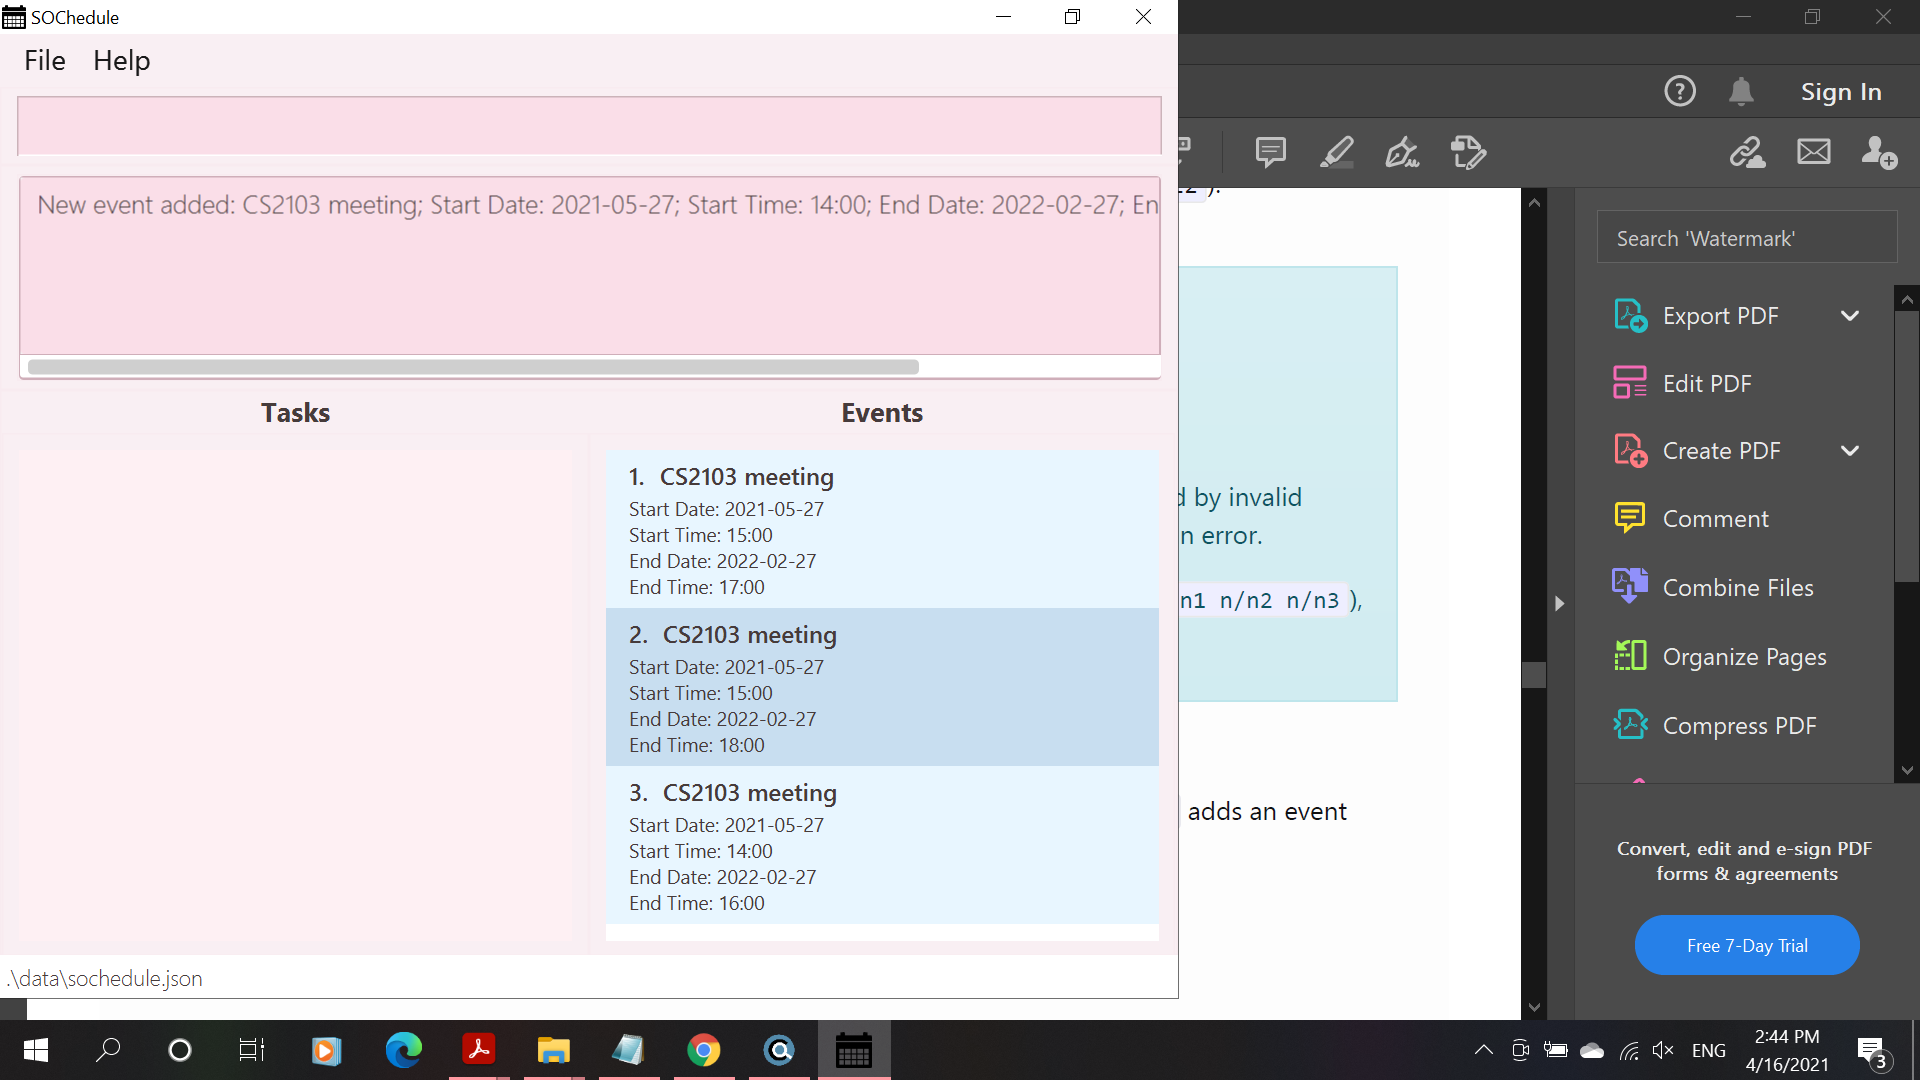 SOChedule
File Help
New event added: CS2103 meeting; Start Date: 2021-05-27; Start Time: 14:00; End Date: 2022-02-27; En
Tasks
Events
1. CS2103 meeting
Start Date: 2021-05-27
Start Time: 15:00
End Date: 2022-02-27
End Time: 17:00
2. CS2103 meeting
Start Date: 2021-05-27
Start Time: 15:00
End Date: 2022-02-27
End Time: 18:00
3. CS2103 meeting
Start Date: 2021-05-27
Start Time: 14:00
End Date: 2022-02-27
End Time: 16:00
.\data\sochedule.json
d by invalid
n error.
n1 n/n2 n/n3 ),
adds an event
Sign In
Search 'Watermark'
Export PDF
Edit PDF
Create PDF
Comment
Combine Files
Organize Pages
Compress PDF
Convert, edit and e-sign PDF
forms & agreements
Free 7-Day Trial
ENG
2:44 PM
4/16/2021
3